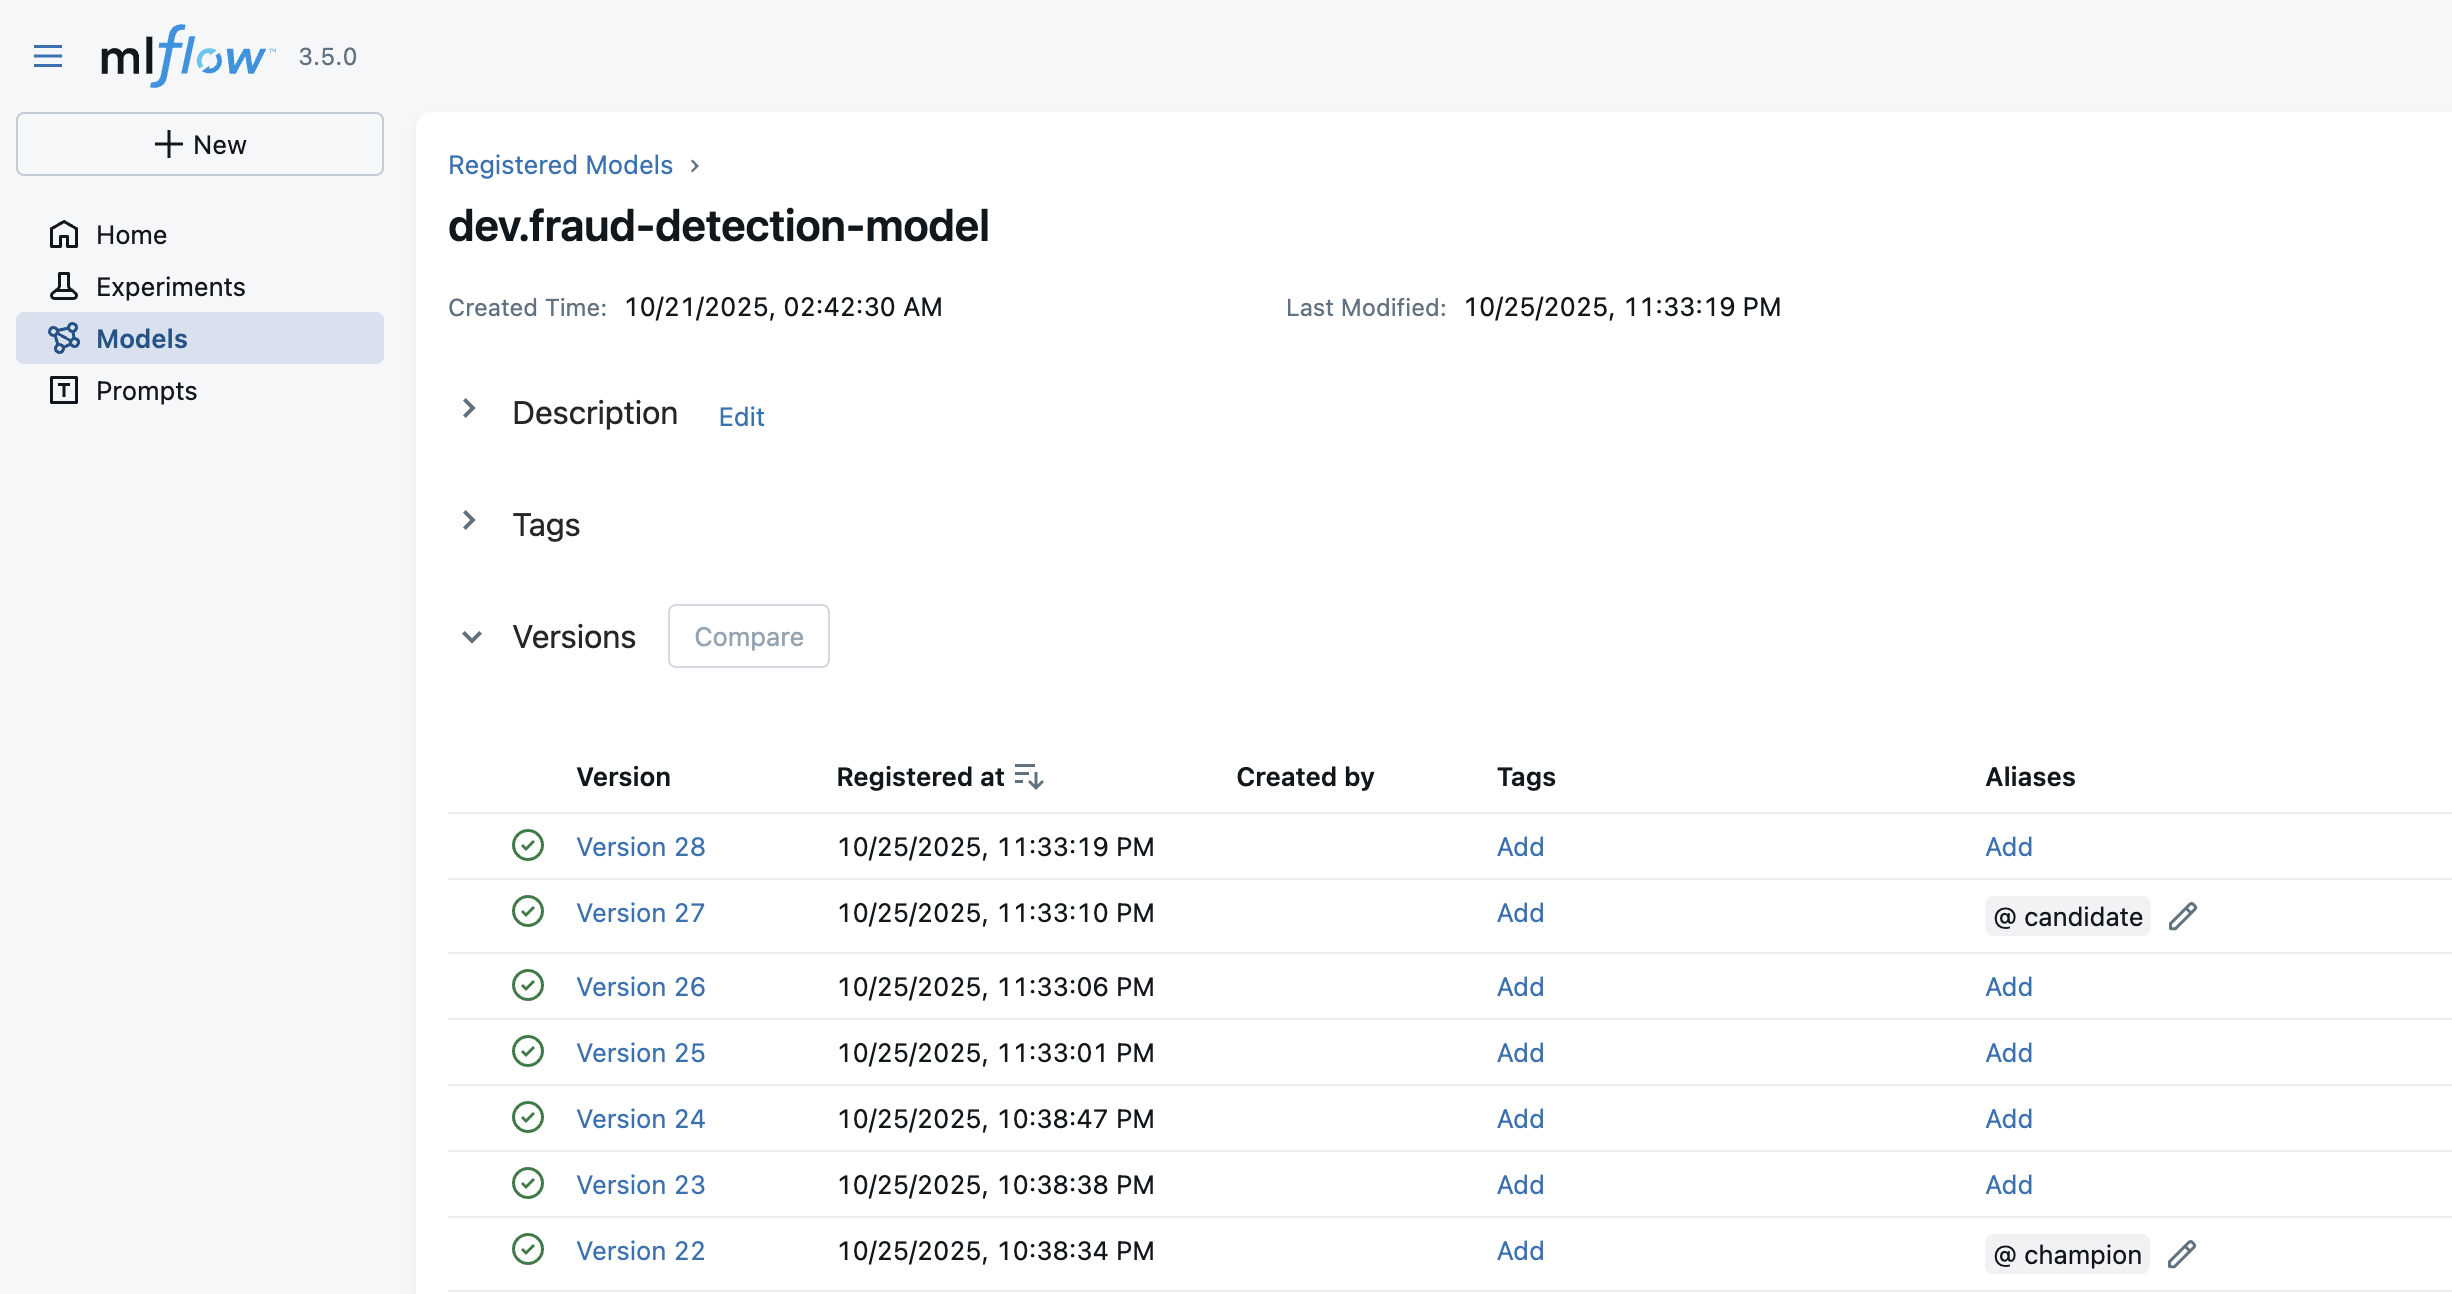 mlflow™ 3.5.0
+ New
Home
Experiments
Models
T Prompts
Registered Models >
dev.fraud-detection-model
Created Time: 10/21/2025, 02:42:30 AM Last Modified: 10/25/2025, 11:33:19 PM
Description Edit
Tags
Versions Compare
Version Registered at Created by Tags Aliases
Version 28 10/25/2025, 11:33:19 PM Add Add
Version 27 10/25/2025, 11:33:10 PM Add @ candidate
Version 26 10/25/2025, 11:33:06 PM Add Add
Version 25 10/25/2025, 11:33:01 PM Add Add
Version 24 10/25/2025, 10:38:47 PM Add Add
Version 23 10/25/2025, 10:38:38 PM Add Add
Version 22 10/25/2025, 10:38:34 PM Add @ champion